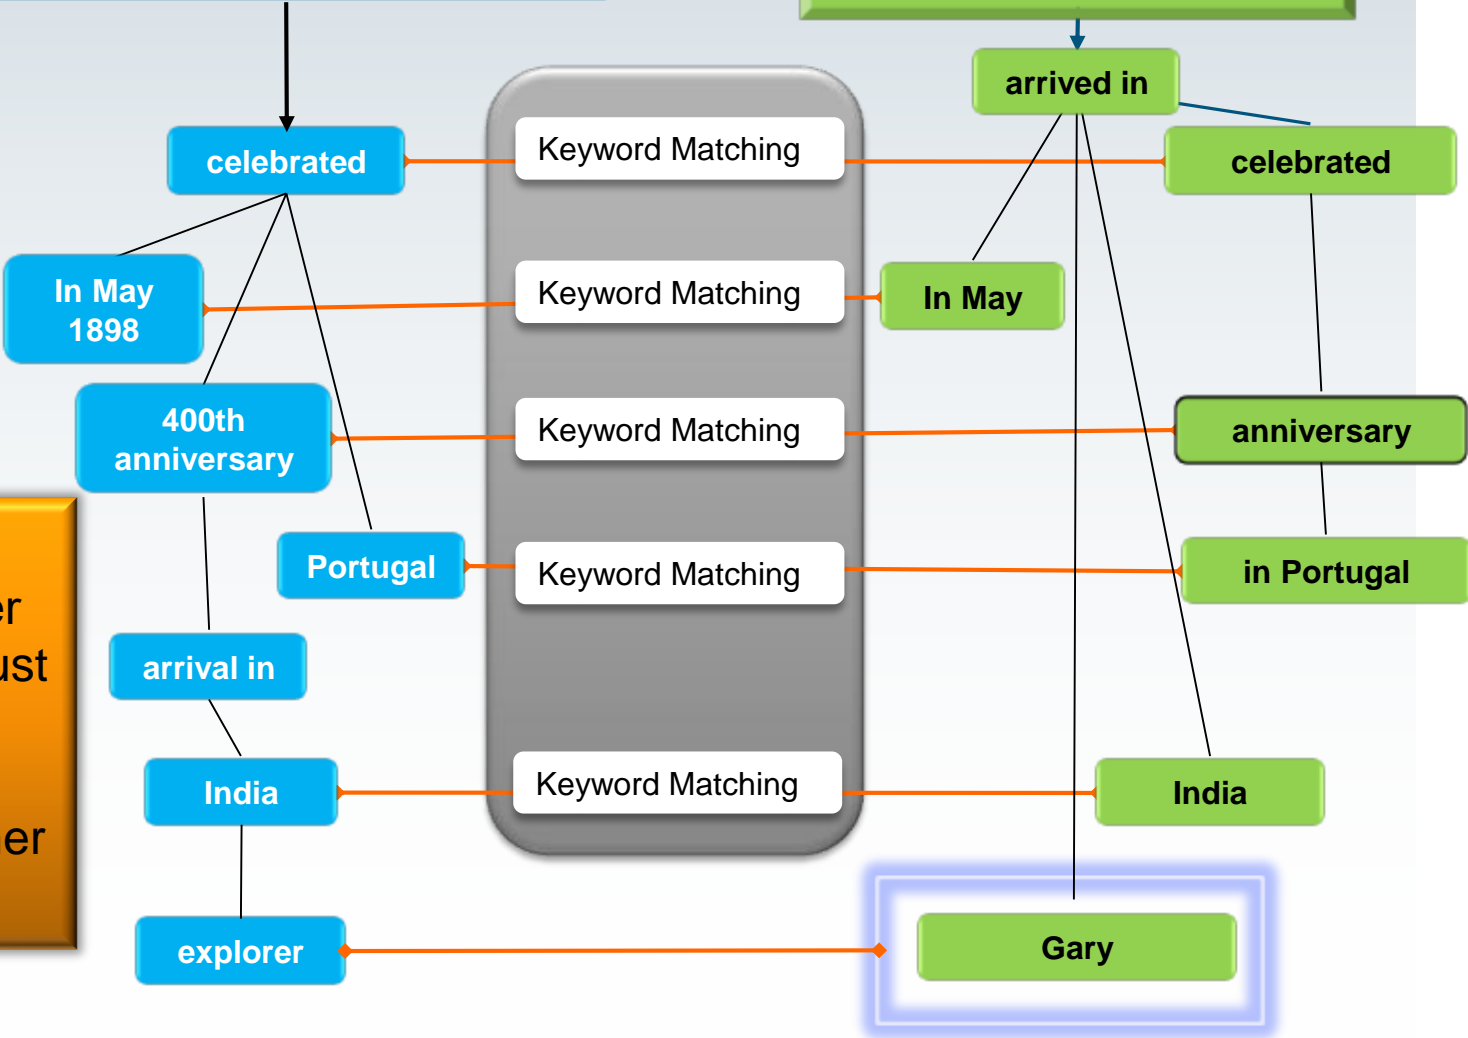 arrived in
celebrated
Keyword Matching
celebrated
In May
1898
Keyword Matching
In May
400th
anniversary
Keyword Matching
anniversary
Portugal
Keyword Matching
in Portugal
arrival in
India
Keyword Matching
India
explorer
Gary